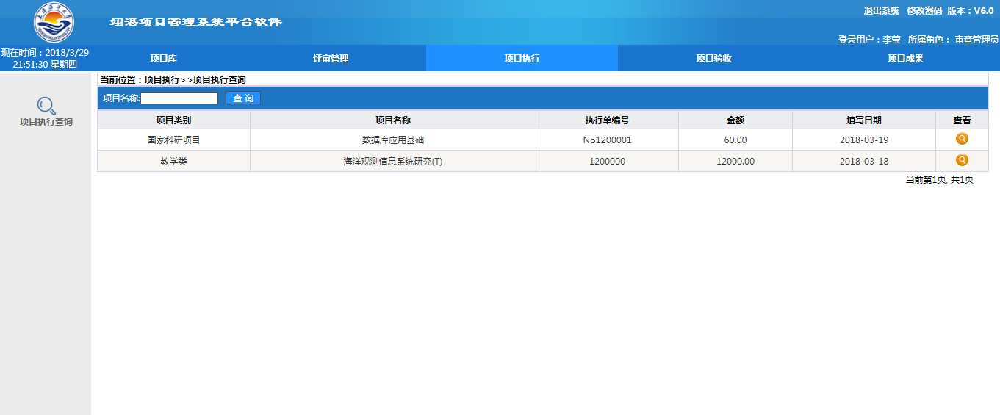 翊湛项目管理系统平台软件
退出系统 修改密码 版本：V6.0
登录用户：李莹 所属角色： 审查管理员
现在时间：2018/3/29
21:51:30 星期四
项目库 评审管理 项目执行 项目验收 项目成果
项目执行查询
当前位置：项目执行>>项目执行查询
项目名称: 查 询
项目类别 项目名称 执行单编号 金额 填写日期 查看
国家科研项目 数据库应用基础 No1200001 60.00 2018-03-19
教学类 海洋观测信息系统研究(T) 1200000 12000.00 2018-03-18
当前第1页, 共1页